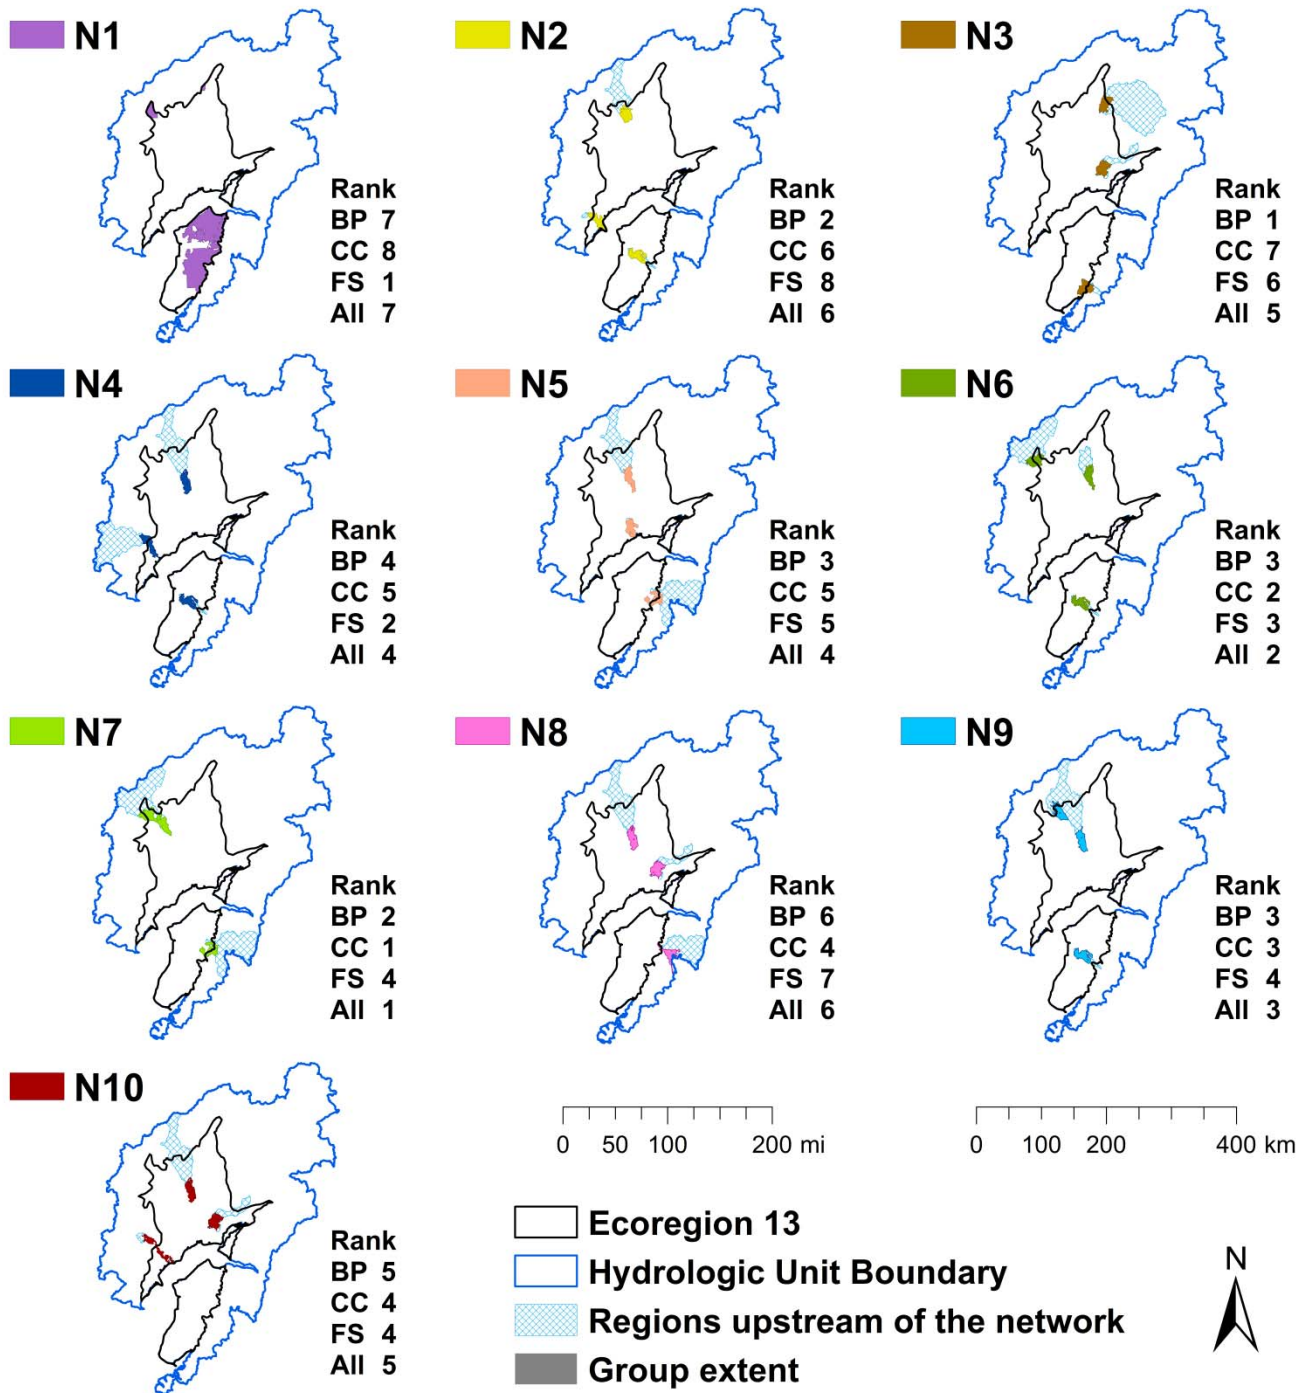 N1
Rank
BP 7
CC 8
FS 1
All 7
N2
Rank
BP 2
CC 6
FS 8
All 6
N3
Rank
BP 1
CC 7
FS 6
All 5
N4
Rank
BP 4
CC 5
FS 2
All 4
N5
Rank
BP 3
CC 5
FS 5
All 4
N6
Rank
BP 3
CC 2
FS 3
All 2
N7
Rank
BP 2
CC 1
FS 4
All 1
N8
Rank
BP 6
CC 4
FS 7
All 6
N9
Rank
BP 3
CC 3
FS 4
All 3
N10
Rank
BP 5
CC 4
FS 4
All 5
0 50 100 200 mi
0 100 200 400 km
Ecoregion 13
Hydrologic Unit Boundary
Regions upstream of the network
Group extent
N